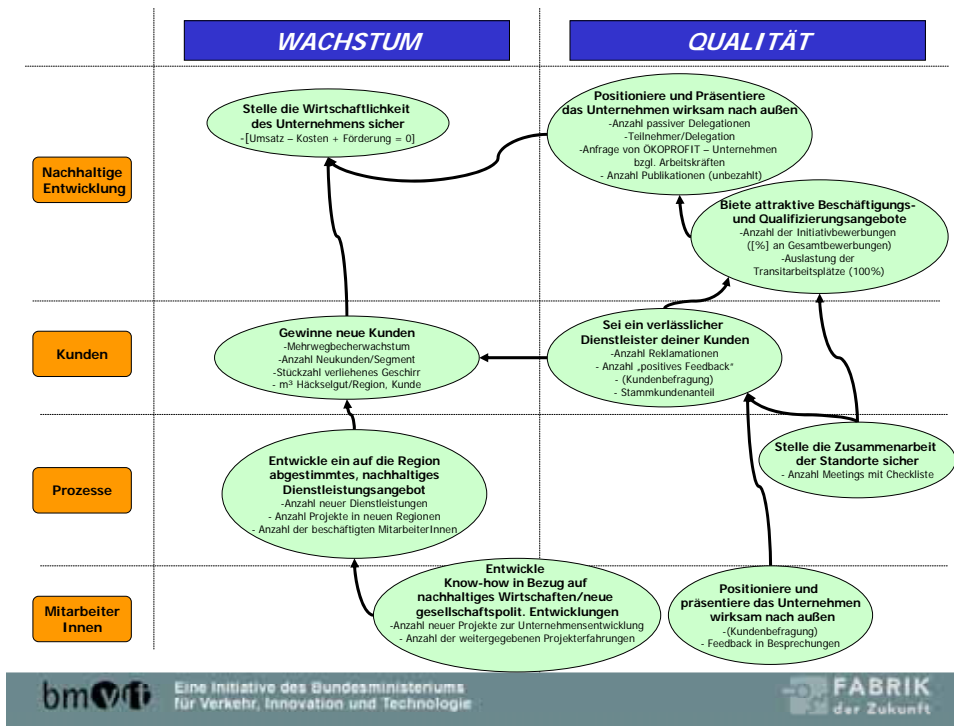 WACHSTUM
QUALITÄT
Nachhaltige
Entwicklung
Stelle die Wirtschaftlichkeit
des Unternehmens sicher
-[Umsatz – Kosten + Förderung = 0]
Positioniere und Präsentiere
das Unternehmen wirksam nach außen
-Anzahl passiver Delegationen
-Teilnehmer/Delegation
-Anfrage von ÖKOPROFIT – Unternehmen
bzgl. Arbeitskräften
- Anzahl Publikationen (unbezahlt)
Biete attraktive Beschäftigungs-
und Qualifizierungsangebote
-Anzahl der Initiativbewerbungen
([%] an Gesamtbewerbungen)
-Auslastung der
Transitarbeitsplätze (100%)
Kunden
Gewinne neue Kunden
-Mehrwegbecherwachstum
-Anzahl Neukunden/Segment
-Stückzahl verliehenes Geschirr
- m³ Häckselgut/Region, Kunde
Sei ein verlässlicher
Dienstleister deiner Kunden
-Anzahl Reklamationen
- Anzahl „positives Feedback“
- (Kundenbefragung)
- Stammkundenanteil
Prozesse
Entwickle ein auf die Region
abgestimmtes, nachhaltiges
Dienstleistungsangebot
-Anzahl neuer Dienstleistungen
- Anzahl Projekte in neuen Regionen
- Anzahl der beschäftigten MitarbeiterInnen
Stelle die Zusammenarbeit
der Standorte sicher
- Anzahl Meetings mit Checkliste
Mitarbeiter
Innen
Entwickle
Know-how in Bezug auf
nachhaltiges Wirtschaften/neue
gesellschaftspolit. Entwicklungen
-Anzahl neuer Projekte zur Unternehmensentwicklung
- Anzahl der weitergegebenen Projekterfahrungen
Positioniere und
präsentiere das Unternehmen
wirksam nach außen
-(Kundenbefragung)
- Feedback in Besprechungen
bmvit
Eine Initiative des Bundesministeriums
für Verkehr, Innovation und Technologie
FABRIK
der Zukunft